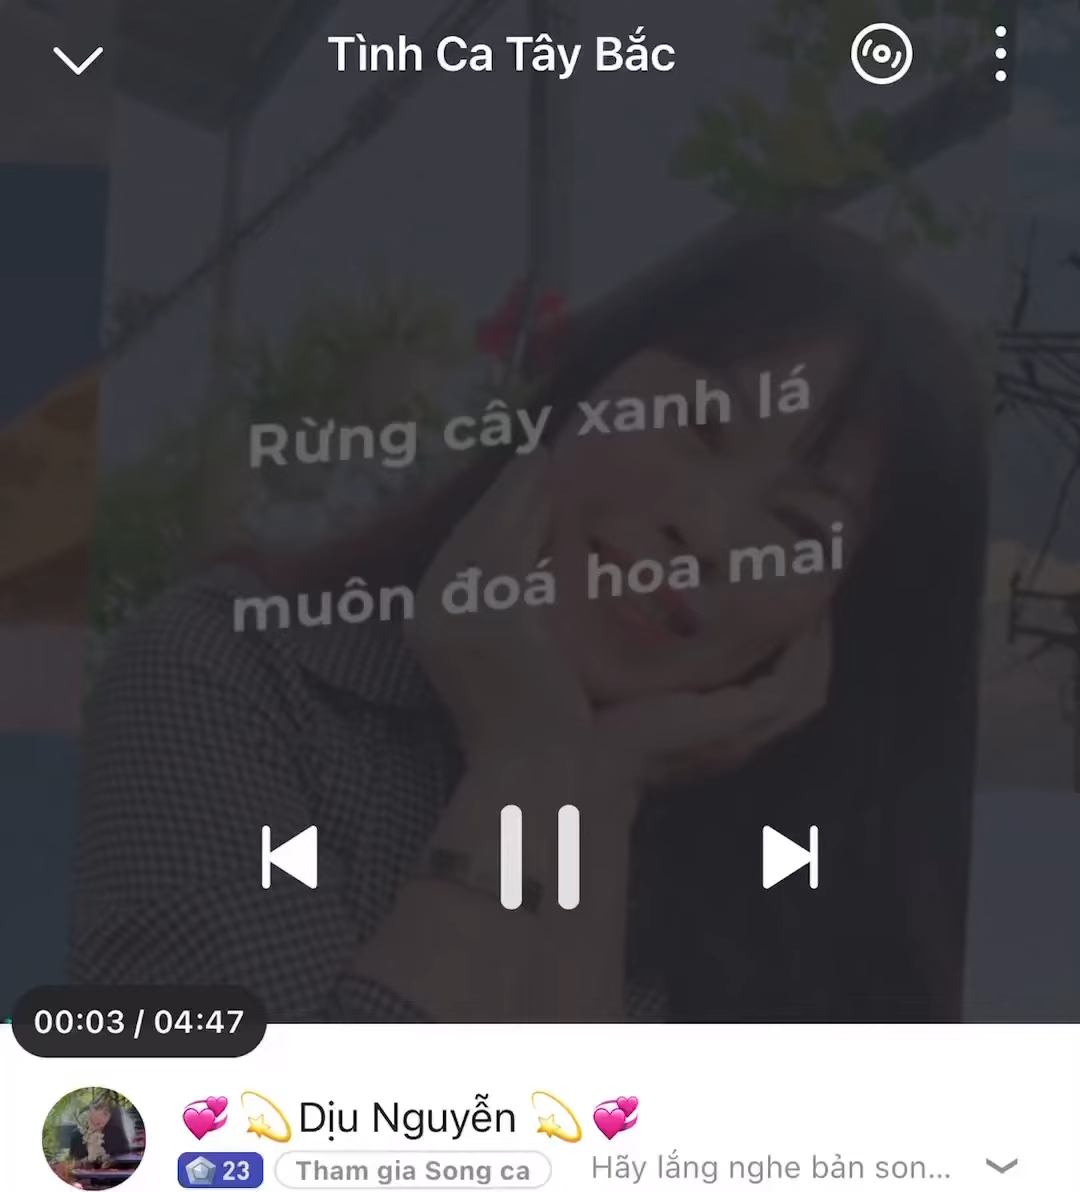 Tình Ca Tây Bắc
Rừng cây xanh lá
muôn đoá hoa mai
00:03 / 04:47
💞 💫 Dịu Nguyễn 💫 💞
23 Tham gia Song ca Hãy lắng nghe bản son...